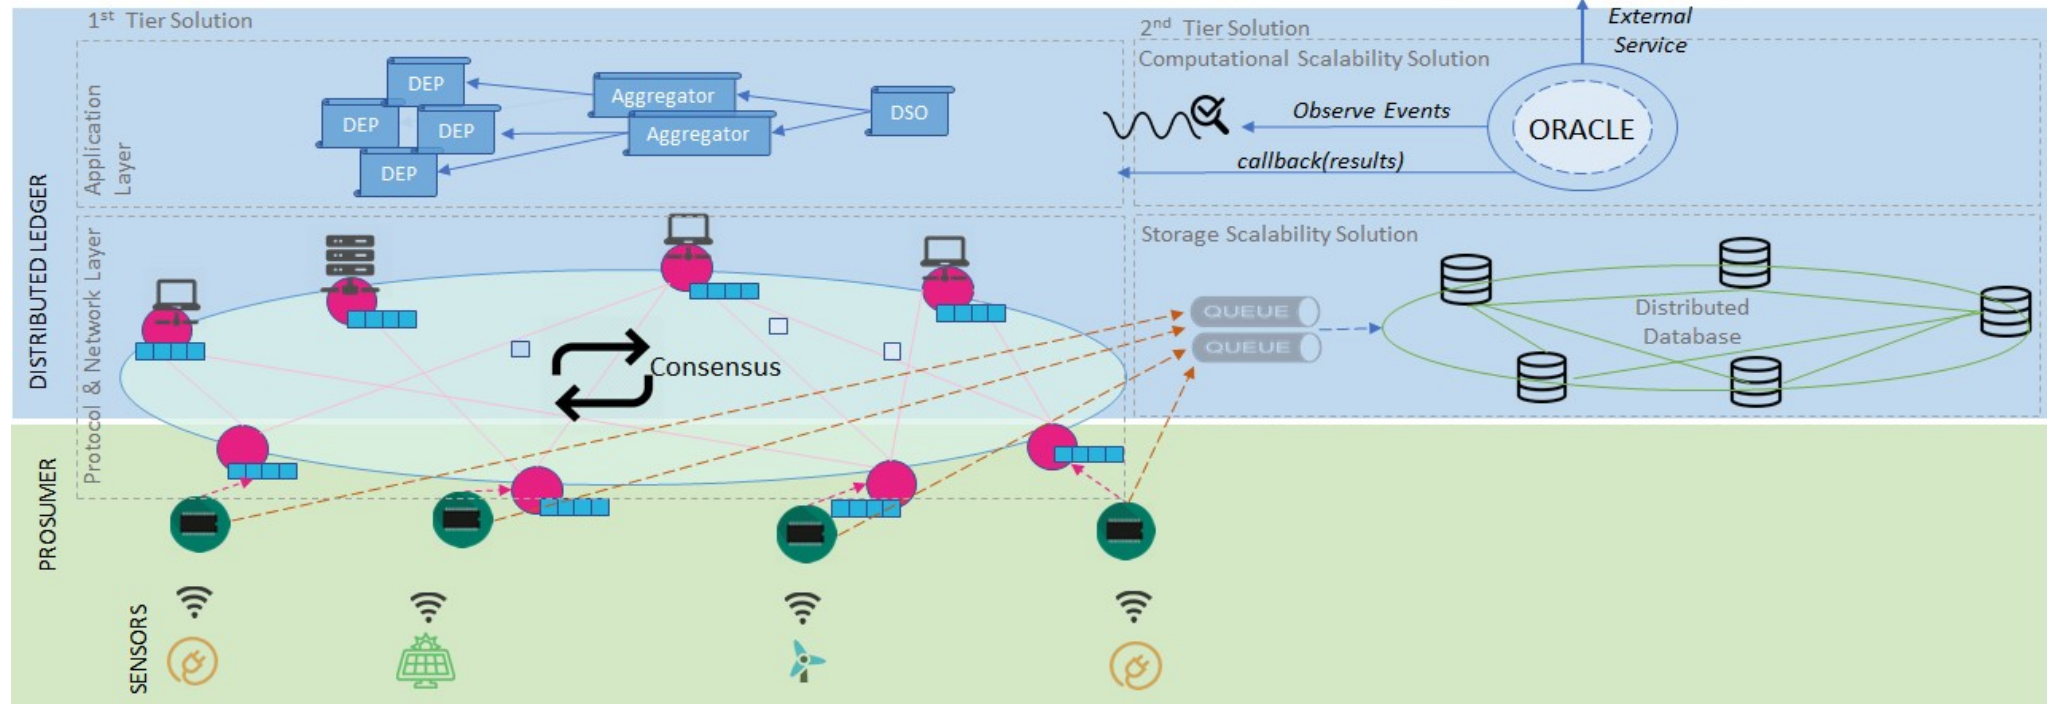 1st Tier Solution
2nd Tier Solution
External
Service
Computational Scalability Solution
DEP
DEP
DEP
DEP
Aggregator
Aggregator
DSO
Observe Events
callback(results)
ORACLE
Application
Layer
DISTRIBUTED LEDGER
Protocol & Network Layer
Storage Scalability Solution
QUEUE
QUEUE
Distributed
Database
Consensus
PROSUMER
SENSORS